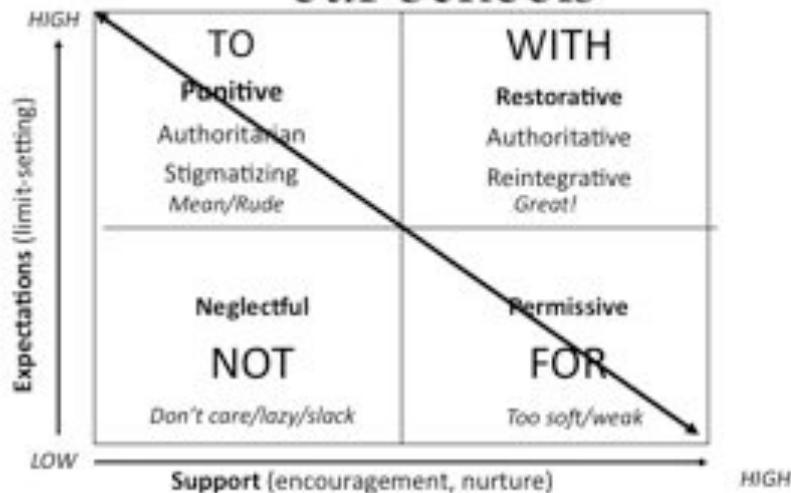 HIGH
TO
WITH
Punitive
Restorative
Authoritarian
Authoritative
Stigmatizing
Reintegrative
Mean/Rude
Great!
Expectations (limit-setting)
Neglectful
Permissive
NOT
FOR
Don't care/lazy/slack
Too soft/weak
LOW
Support (encouragement, nurture)
HIGH